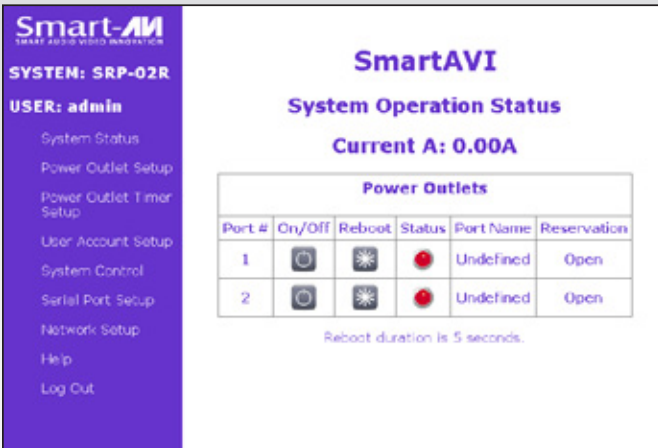 Smart-AVI
SMART AUDIO VIDEO INNOVATION
SYSTEM: SRP-02R
USER: admin
System Status
Power Outlet Setup
Power Outlet Timer
Setup
User Account Setup
System Control
Serial Port Setup
Network Setup
Help
Log Out
SmartAVI
System Operation Status
Current A: 0.00A
Power Outlets
Port # On/Off Reboot Status Port Name Reservation
1 Undefined Open
2 Undefined Open
Reboot duration is 5 seconds.